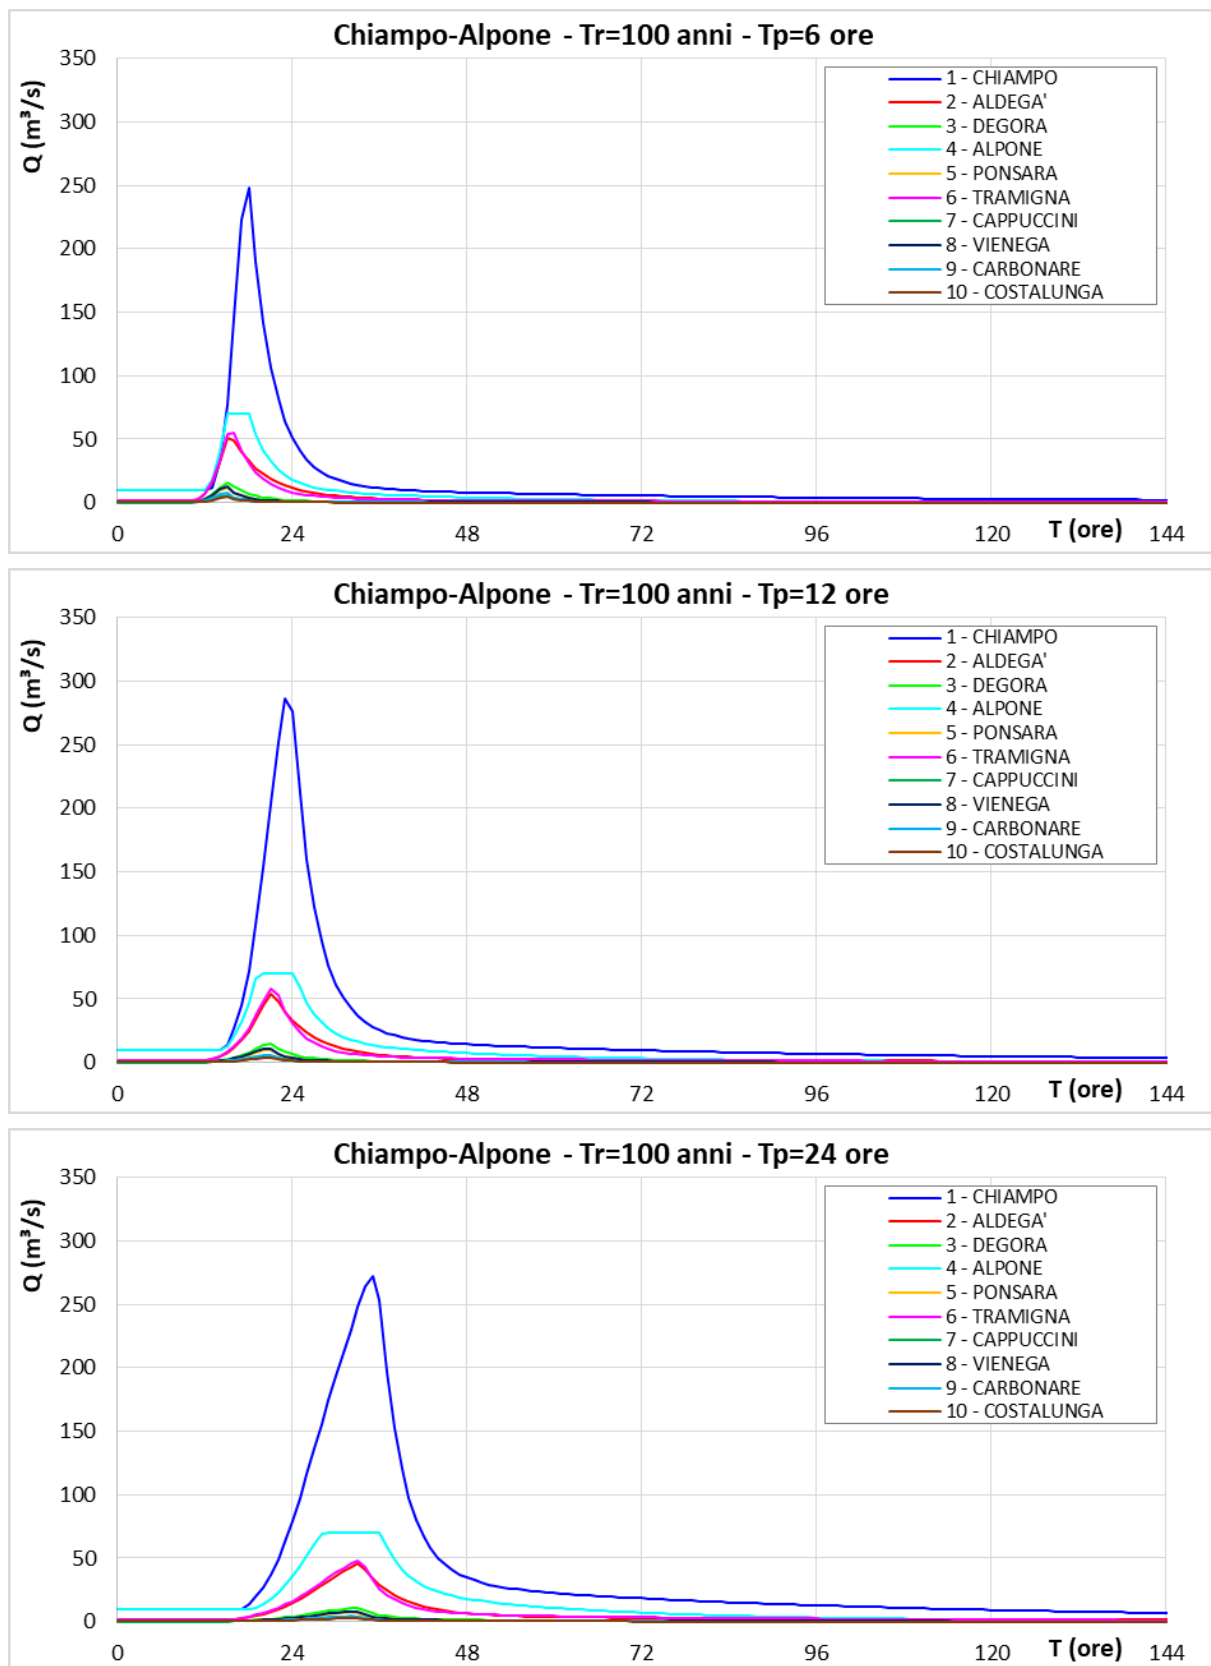 Chiampo-Alpone - Tr=100 anni - Tp=6 ore
Q (m³/s)
350
300
250
200
150
100
50
0
1 - CHIAMPO
2 - ALDEGA'
3 - DEGORA
4 - ALPONE
5 - PONSARA
6 - TRAMIGNA
7 - CAPPUCCINI
8 - VIENEGA
9 - CARBONARE
10 - COSTALUNGA
0 24 48 72 96 120 144
T (ore)
Chiampo-Alpone - Tr=100 anni - Tp=12 ore
Q (m³/s)
350
300
250
200
150
100
50
0
1 - CHIAMPO
2 - ALDEGA'
3 - DEGORA
4 - ALPONE
5 - PONSARA
6 - TRAMIGNA
7 - CAPPUCCINI
8 - VIENEGA
9 - CARBONARE
10 - COSTALUNGA
0 24 48 72 96 120 144
T (ore)
Chiampo-Alpone - Tr=100 anni - Tp=24 ore
Q (m³/s)
350
300
250
200
150
100
50
0
1 - CHIAMPO
2 - ALDEGA'
3 - DEGORA
4 - ALPONE
5 - PONSARA
6 - TRAMIGNA
7 - CAPPUCCINI
8 - VIENEGA
9 - CARBONARE
10 - COSTALUNGA
0 24 48 72 96 120 144
T (ore)